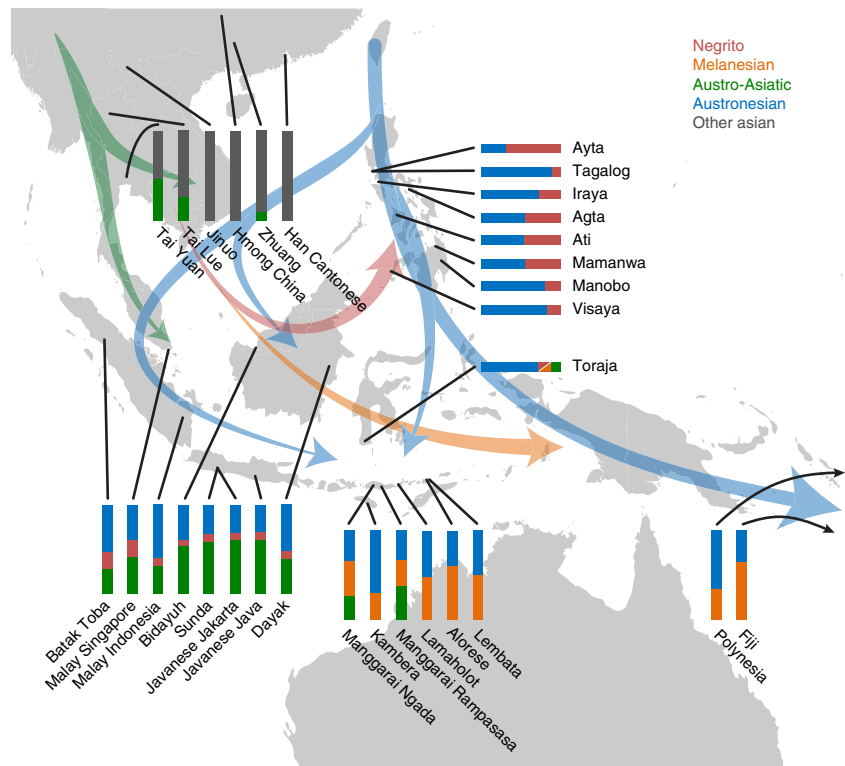 Negrito
Melanesian
Austro-Asiatic
Austronesian
Other asian
Ayta
Tagalog
Iraya
Agta
Ati
Mamanwa
Manobo
Visaya
Toraja
Tai Yuan
Tai Lue
Jinuo
Hmong China
Zhuang
Han Cantonese
Batak Toba
Malay Singapore
Malay Indonesia
Bidayuh
Sunda
Javanese Jakarta
Javanese Java
Dayak
Manggarai Ngada
Kambera
Manggarai Rampasasa
Lamaholot
Alorese
Lembata
Polynesia
Fiji